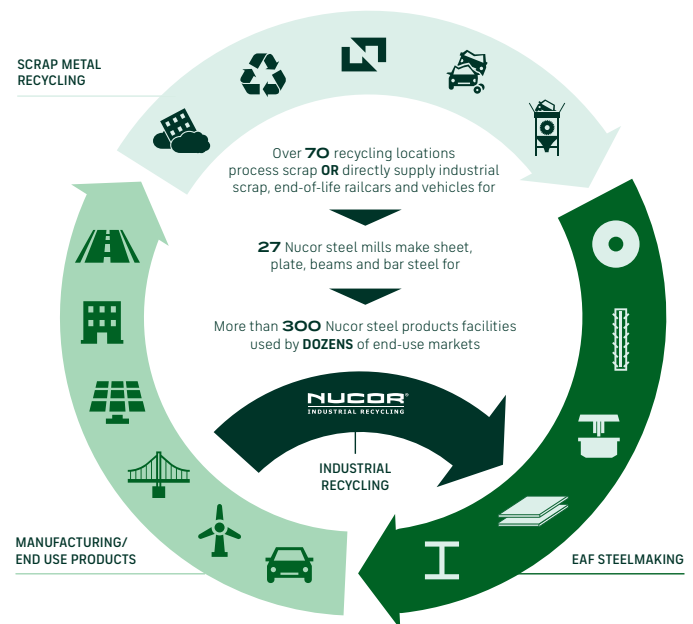 SCRAP METAL
RECYCLING
Over 70 recycling locations
process scrap OR directly supply industrial
scrap, end-of-life railcars and vehicles for
27 Nucor steel mills make sheet,
plate, beams and bar steel for
More than 300 Nucor steel products facilities
used by DOZENS of end-use markets
NUCOR®
INDUSTRIAL RECYCLING
INDUSTRIAL
RECYCLING
MANUFACTURING/
END USE PRODUCTS
EAF STEELMAKING